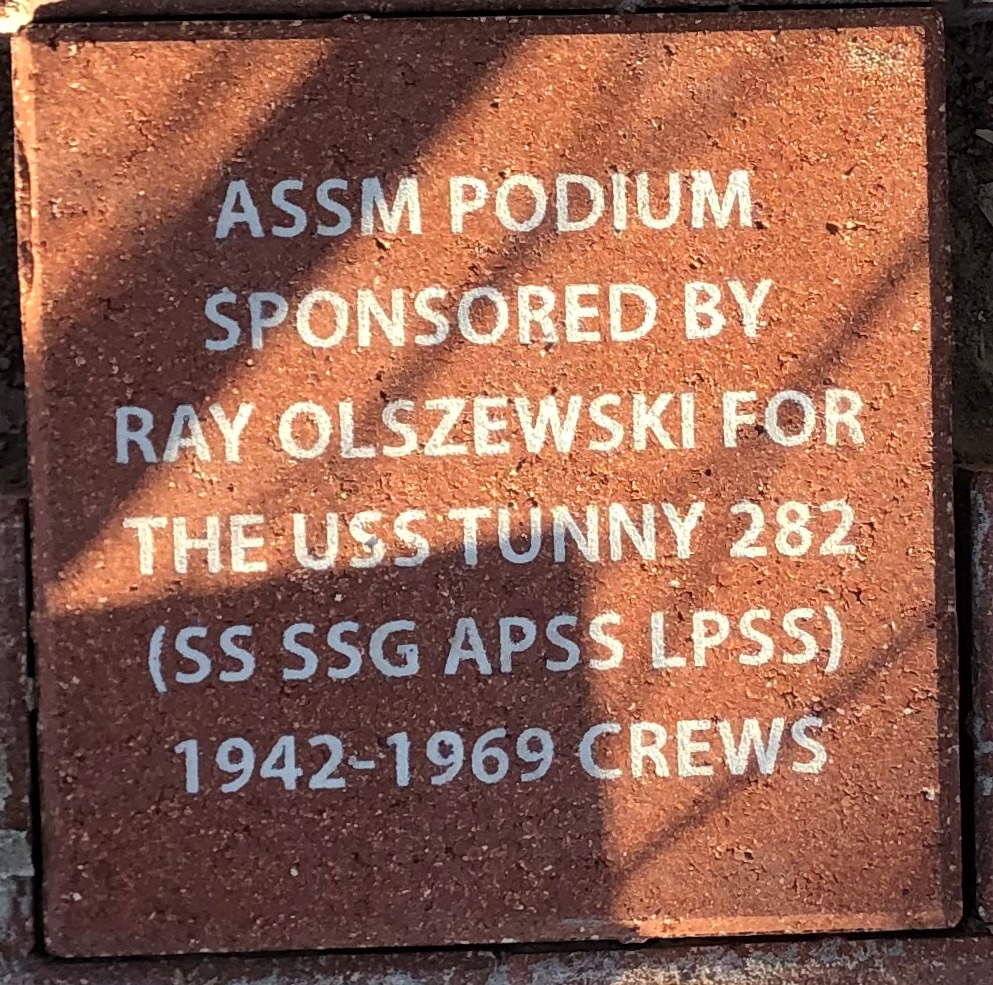 ASSM PODIUM
SPONSORED BY
RAY OLSZEWSKI FOR
THE USS TUNNY 282
(SS SSG APSS LPSS)
1942-1969 CREWS